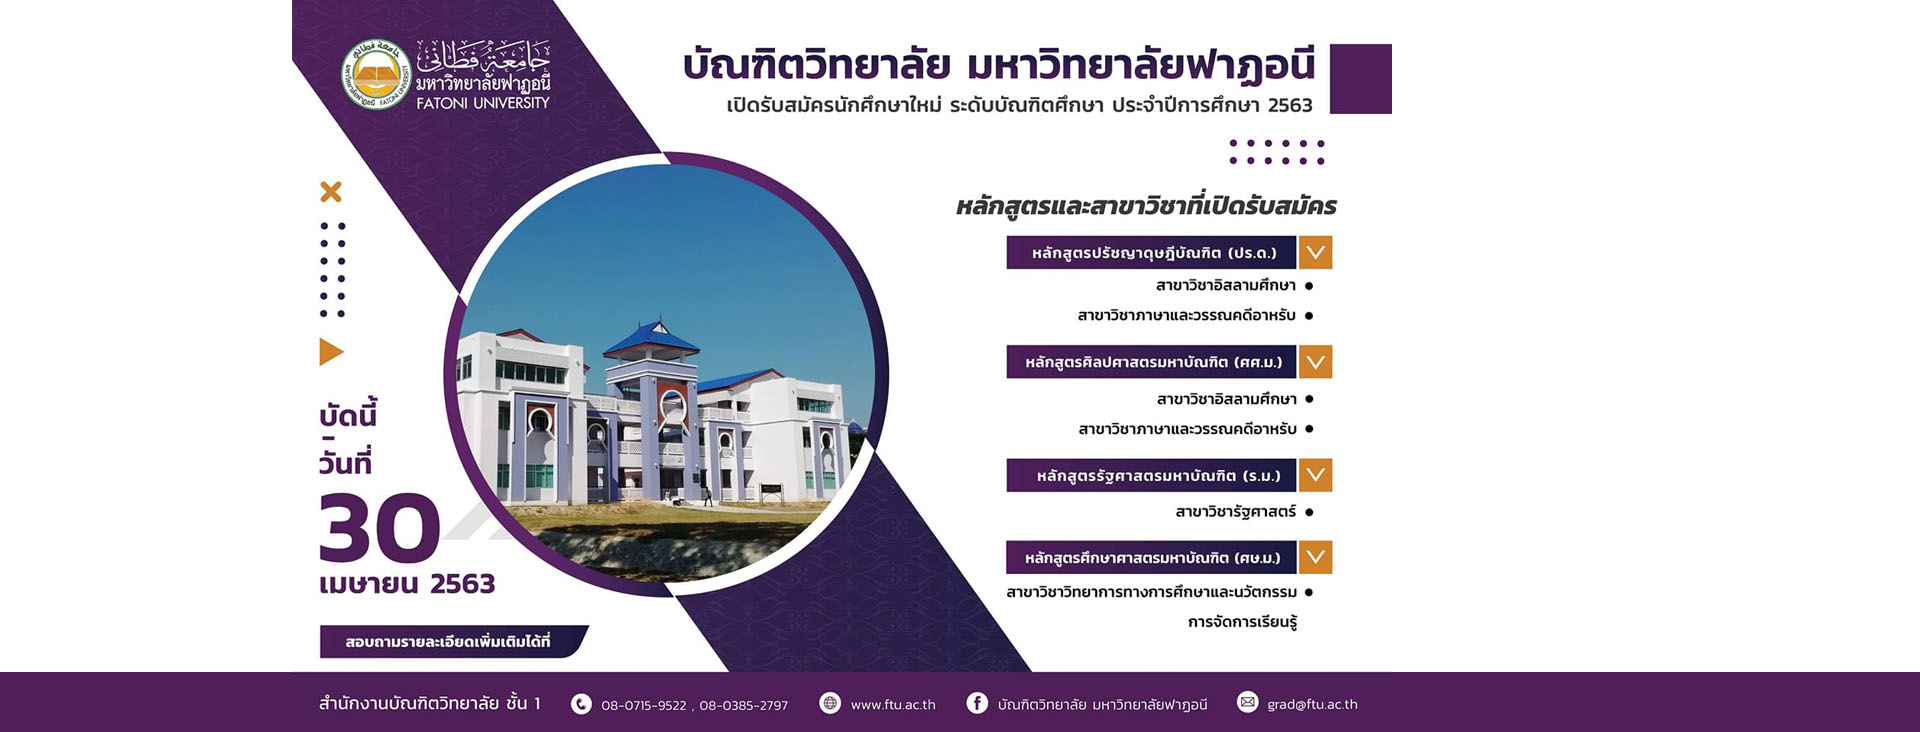 جامعة فطاني
มหาวิทยาลัยฟาฏอนี FATONI UNIVERSITY
جامعة فطاني
มหาวิทยาลัยฟาฏอนี
FATONI UNIVERSITY
บัณฑิตวิทยาลัย มหาวิทยาลัยฟาฏอนี
เปิดรับสมัครนักศึกษาใหม่ ระดับบัณฑิตศึกษา ประจำปีการศึกษา 2563
บัดนี้
-
วันที่
30
เมษายน 2563
สอบถามรายละเอียดเพิ่มเติมได้ที่
หลักสูตรและสาขาวิชาที่เปิดรับสมัคร
หลักสูตรปรัชญาดุษฎีบัณฑิต (ปร.ด.)
สาขาวิชาอิสลามศึกษา
สาขาวิชาภาษาและวรรณคดีอาหรับ
หลักสูตรศิลปศาสตรมหาบัณฑิต (ศศ.ม.)
สาขาวิชาอิสลามศึกษา
สาขาวิชาภาษาและวรรณคดีอาหรับ
หลักสูตรรัฐศาสตรมหาบัณฑิต (ร.ม.)
สาขาวิชารัฐศาสตร์
หลักสูตรศึกษาศาสตรมหาบัณฑิต (ศษ.ม.)
สาขาวิชาวิทยาการทางการศึกษาและนวัตกรรม
การจัดการเรียนรู้
สำนักงานบัณฑิตวิทยาลัย ชั้น 1
08-0715-9522 , 08-0385-2797
www.ftu.ac.th
บัณฑิตวิทยาลัย มหาวิทยาลัยฟาฏอนี
grad@ftu.ac.th